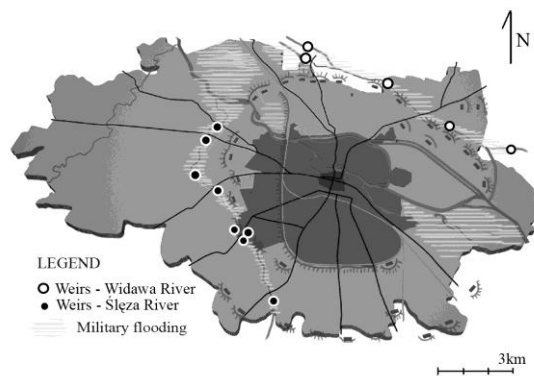 N
LEGEND
Weirs - Widawa River
Weirs - Ślęza River
Military flooding
3km